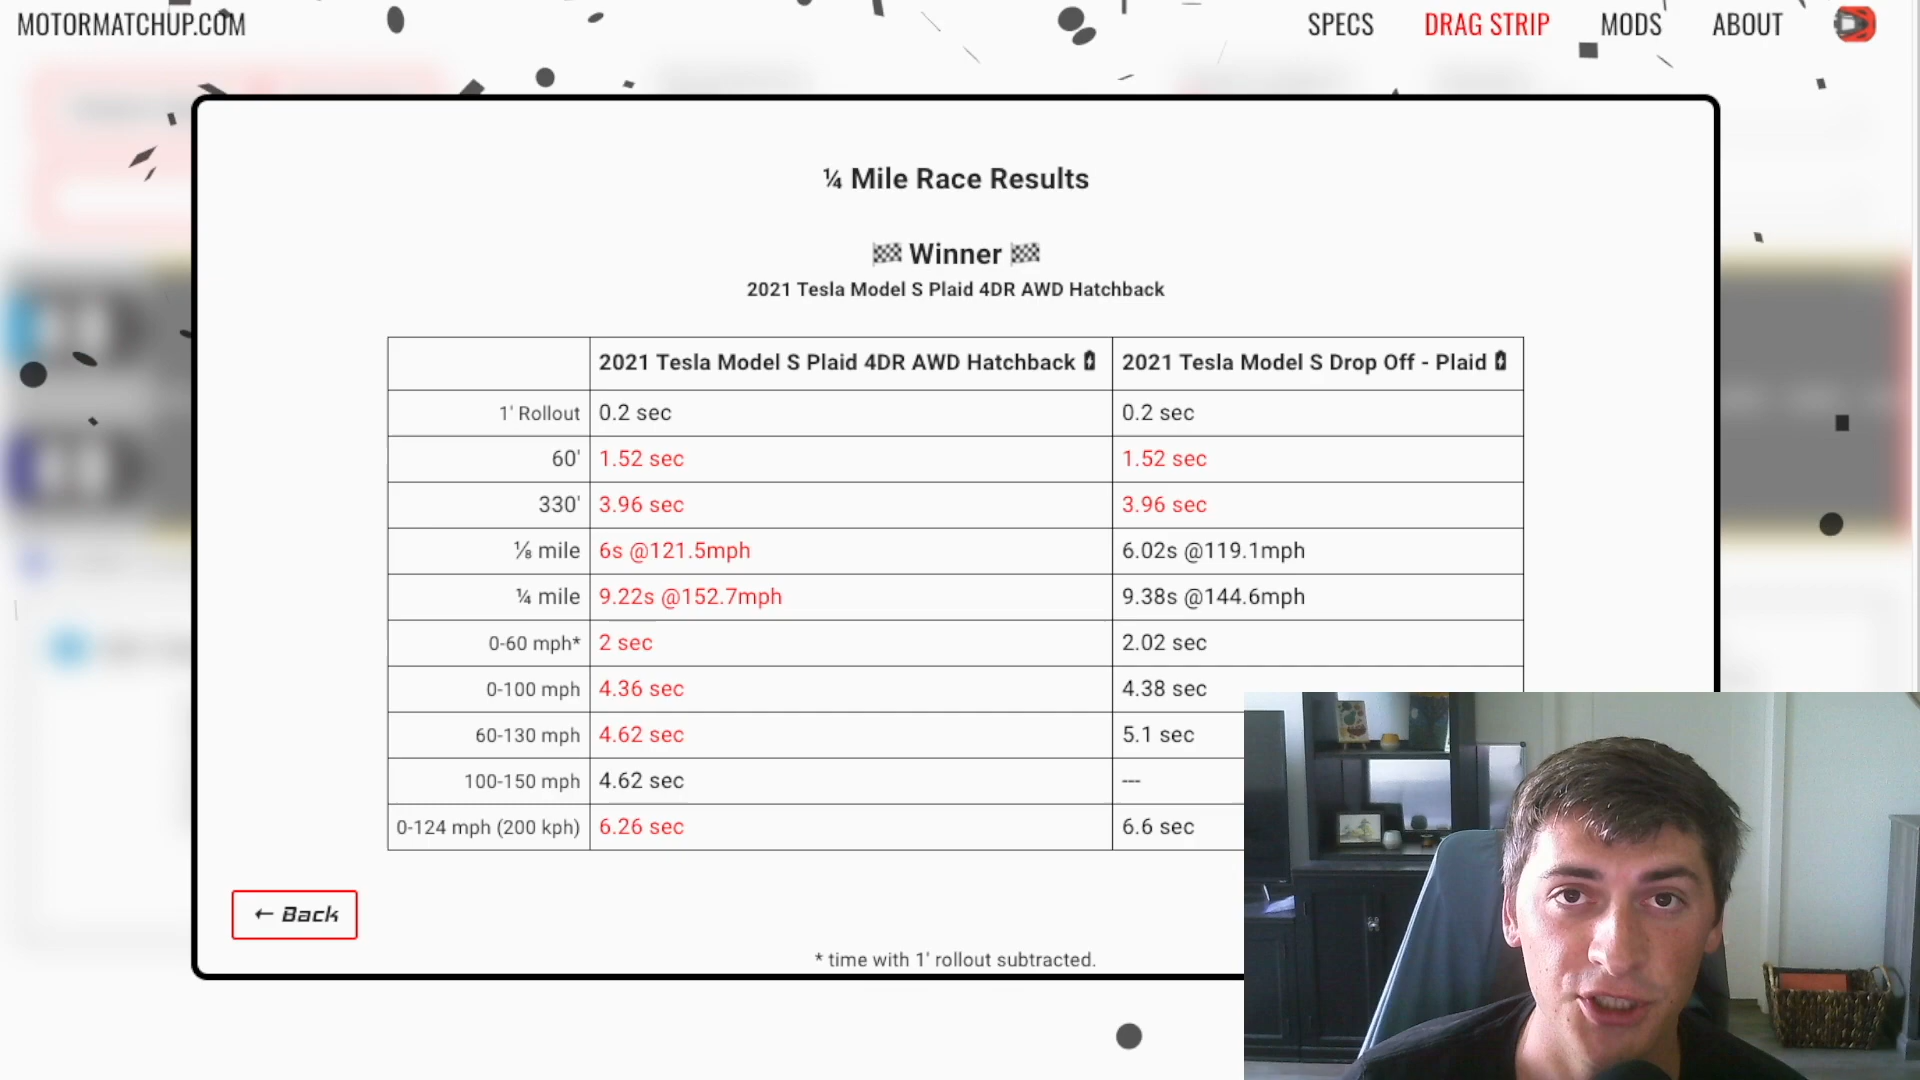 MOTORMATCHUP.COM
SPECS
DRAG STRIP
MODS
ABOUT
¼ Mile Race Results
Winner
2021 Tesla Model S Plaid 4DR AWD Hatchback
2021 Tesla Model S Plaid 4DR AWD Hatchback
2021 Tesla Model S Drop Off - Plaid
1' Rollout 0.2 sec 0.2 sec
60' 1.52 sec 1.52 sec
330' 3.96 sec 3.96 sec
⅛ mile 6s @121.5mph 6.02s @119.1mph
¼ mile 9.22s @152.7mph 9.38s @144.6mph
0-60 mph* 2 sec 2.02 sec
0-100 mph 4.36 sec 4.38 sec
60-130 mph 4.62 sec 5.1 sec
100-150 mph 4.62 sec ---
0-124 mph (200 kph) 6.26 sec 6.6 sec
← Back
* time with 1' rollout subtracted.